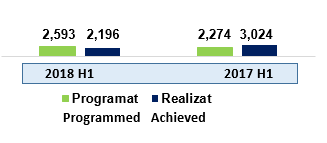 2,593 2,196 2,274 3,024
2018 H1 2017 H1
Programat Realizat
Programmed Achieved